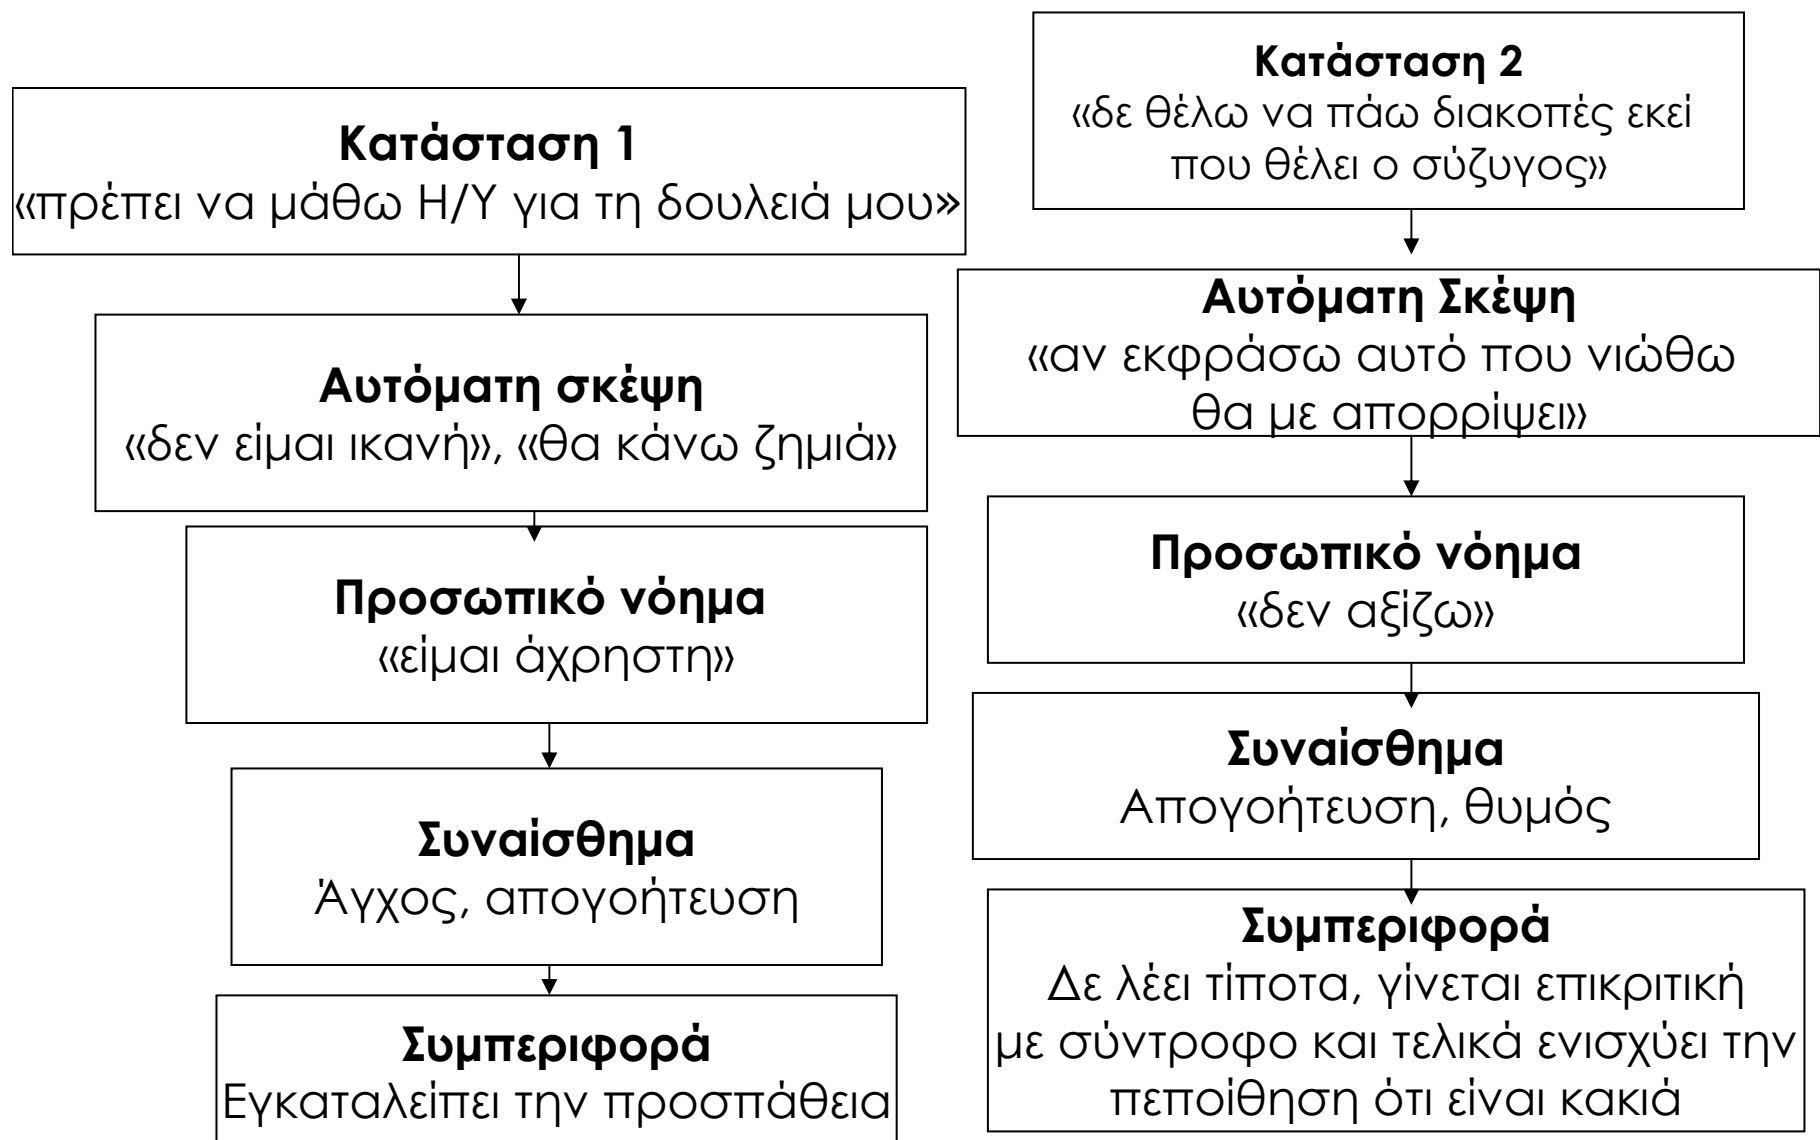 Κατάσταση 1
«πρέπει να μάθω Η/Υ για τη δουλειά μου»
Αυτόματη σκέψη
«δεν είμαι ικανή», «θα κάνω ζημιά»
Προσωπικό νόημα
«είμαι άχρηστη»
Συναίσθημα
Άγχος, απογοήτευση
Συμπεριφορά
Εγκαταλείπει την προσπάθεια
Κατάσταση 2
«δε θέλω να πάω διακοπές εκεί
που θέλει ο σύζυγος»
Αυτόματη Σκέψη
«αν εκφράσω αυτό που νιώθω
θα με απορρίψει»
Προσωπικό νόημα
«δεν αξίζω»
Συναίσθημα
Απογοήτευση, θυμός
Συμπεριφορά
Δε λέει τίποτα, γίνεται επικριτική
με σύντροφο και τελικά ενισχύει την
πεποίθηση ότι είναι κακιά